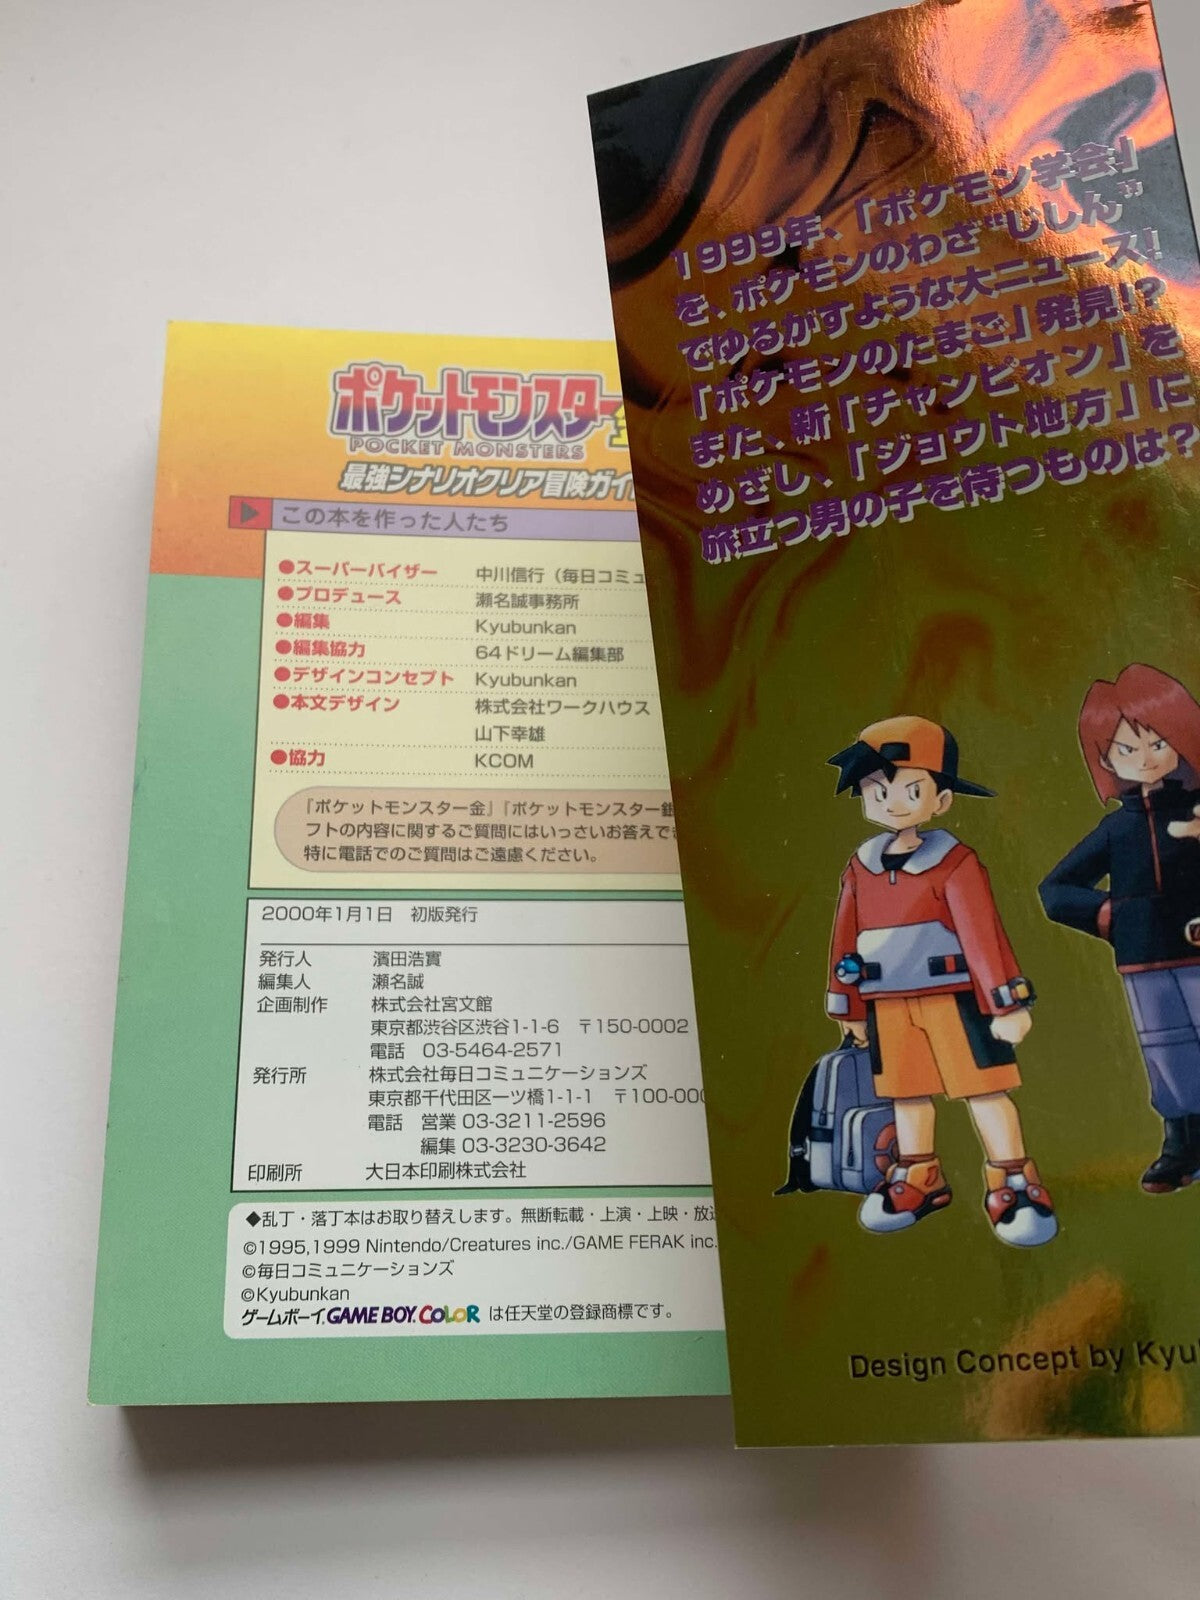 1999年、「ポケモン学会」
を、ポケモンのわざ“じしん”
でゆるがすような大ニュース!
「ポケモンのたまご」発見!?
また、新「チャンピオン」を
めざし、「ジョウト地方」に
旅立つ男の子を待つものは?
Design Concept by Kyu
ポケットモンスター
POCKET MONSTERS
最強シナリオクリア冒険ガイ
この本を作った人たち
●スーパーバイザー 中川信行（毎日コミュ
●プロデュース 瀬名誠事務所
●編集 Kyubunkan
●編集協力 64ドリーム編集部
●デザインコンセプト Kyubunkan
●本文デザイン 株式会社ワークハウス
山下幸雄
●協力 KCOM
『ポケットモンスター金』『ポケットモンスター銀
フトの内容に関するご質問にはいっさいお答えでき
特に電話でのご質問はご遠慮ください。
2000年1月1日 初版発行
発行人 濱田浩實
編集人 瀬名誠
企画制作 株式会社宮文館
東京都渋谷区渋谷1-1-6 〒150-0002
電話 03-5464-2571
発行所 株式会社毎日コミュニケーションズ
東京都千代田区一ツ橋1-1-1 〒100-000
電話 営業 03-3211-2596
編集 03-3230-3642
印刷所 大日本印刷株式会社
◆乱丁・落丁本はお取り替えします。無断転載・上演・上映・放送
©1995,1999 Nintendo/Creatures inc./GAME FERAK inc.
©毎日コミュニケーションズ
©Kyubunkan
ゲームボーイ,GAME BOY COLOR は任天堂の登録商標です。